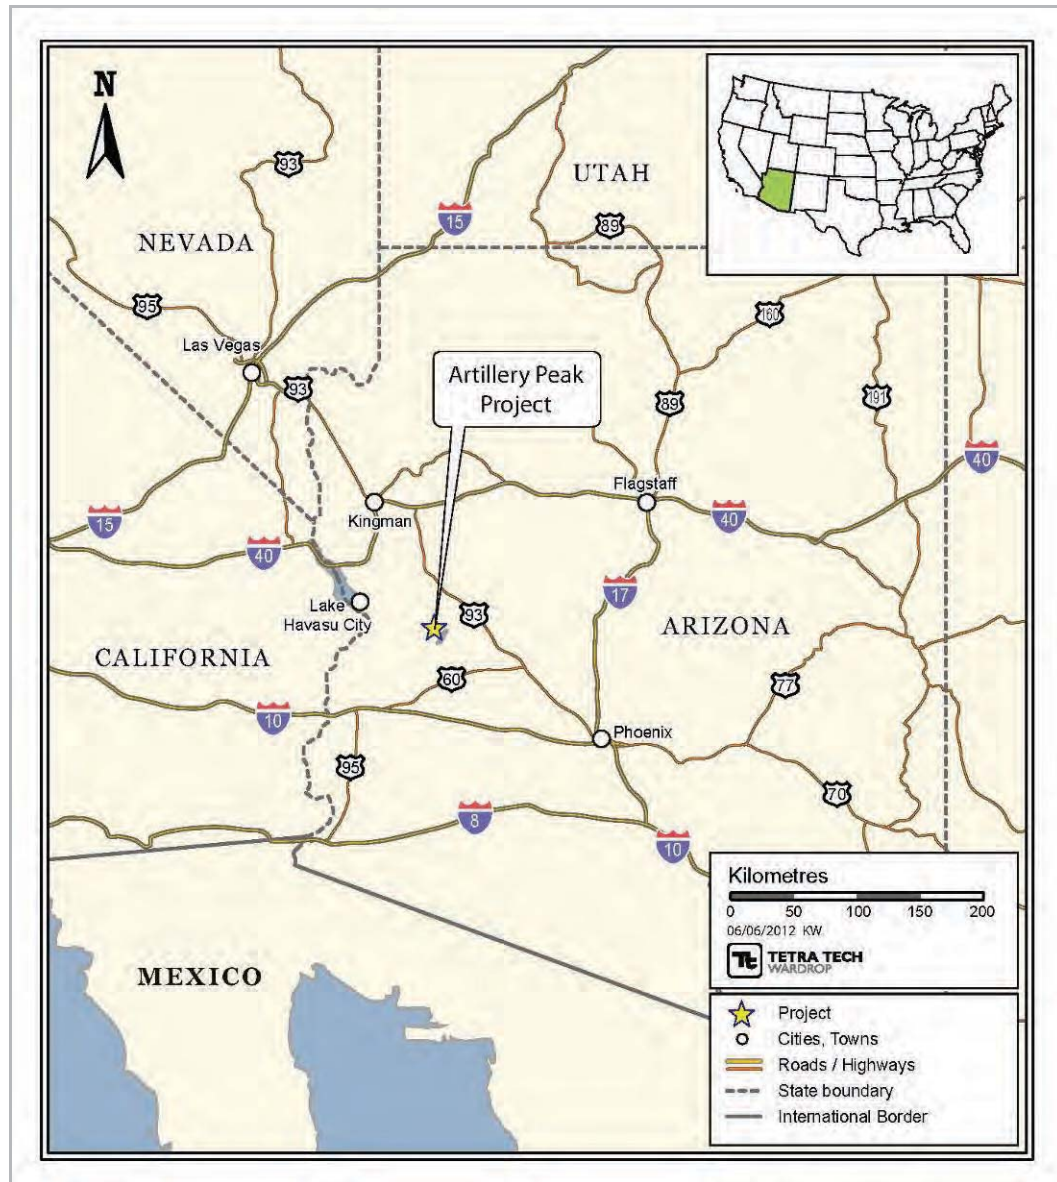 N
93
UTAH
15
89
NEVADA
95
160
Las Vegas
93
Artillery Peak
Project
89
191
40
Flagstaff
15
Kingman
40
40
17
Lake
Havasu City
93
ARIZONA
CALIFORNIA
60
77
10
Phoenix
95
70
8
10
Kilometres
0 50 100 150 200
06/06/2012 KW
Tt TETRA TECH
WARDROP
MEXICO
Project
Cities, Towns
Roads / Highways
State boundary
International Border